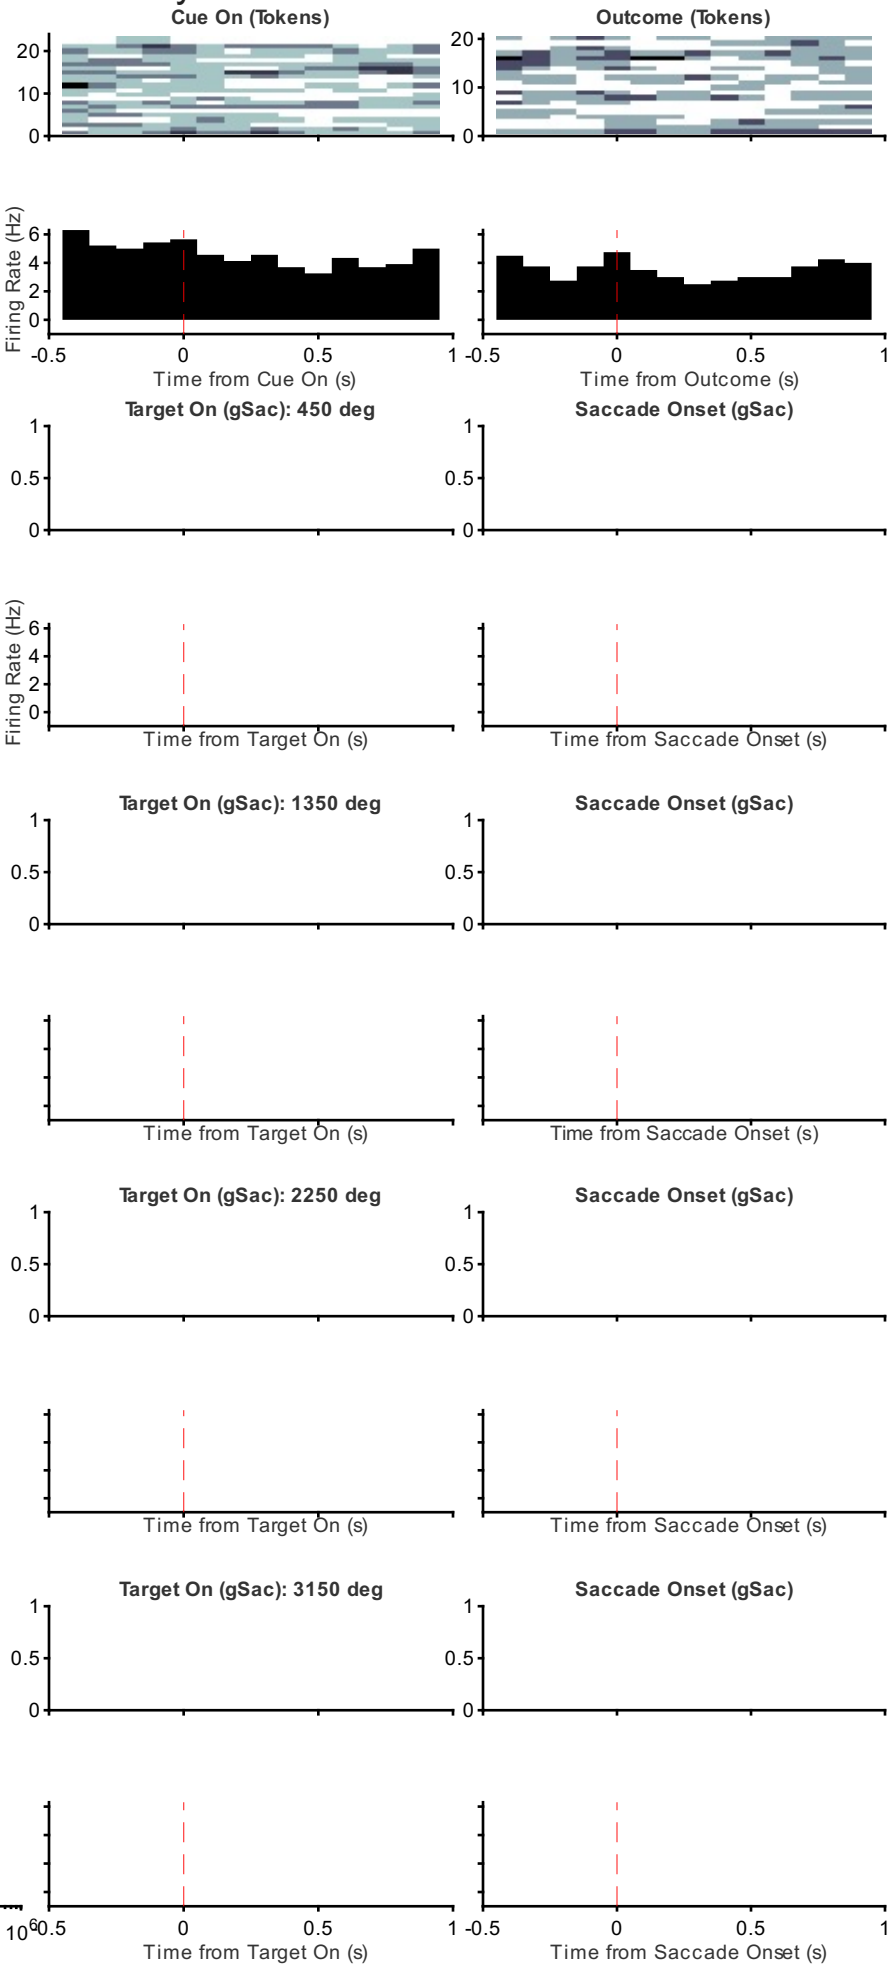 Cue On (Tokens)
Outcome (Tokens)
20
10
0
20
10
0
Firing Rate (Hz)
6
4
2
0
-0.5 0 0.5 1
-0.5 0 0.5 1
Time from Cue On (s)
Time from Outcome (s)
Target On (gSac): 450 deg
Saccade Onset (gSac)
1
0.5
0
1
0.5
0
Firing Rate (Hz)
6
4
2
0
Time from Target On (s)
Time from Saccade Onset (s)
Target On (gSac): 1350 deg
Saccade Onset (gSac)
1
0.5
0
1
0.5
0
Time from Target On (s)
Time from Saccade Onset (s)
Target On (gSac): 2250 deg
Saccade Onset (gSac)
1
0.5
0
1
0.5
0
Time from Target On (s)
Time from Saccade Onset (s)
Target On (gSac): 3150 deg
Saccade Onset (gSac)
1
0.5
0
1
0.5
0
0 0.5 1
-0.5 0 0.5 1
Time from Target On (s)
Time from Saccade Onset (s)